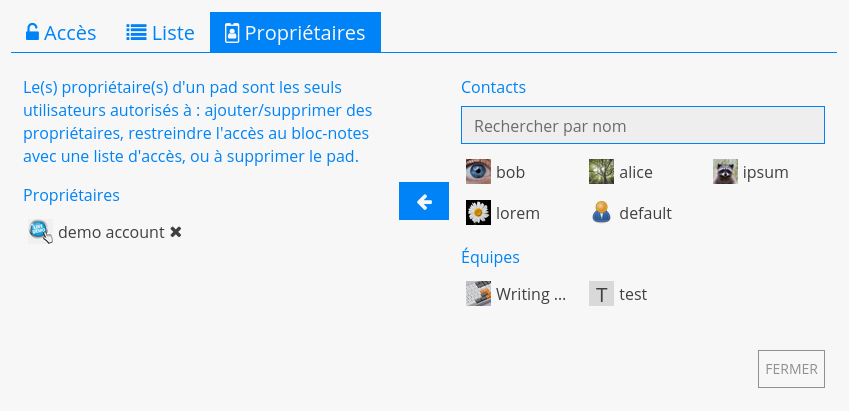 Accès Liste Propriétaires
Le(s) propriétaire(s) d'un pad sont les seuls
utilisateurs autorisés à : ajouter/supprimer des
propriétaires, restreindre l'accès au bloc-notes
avec une liste d'accès, ou à supprimer le pad.
Propriétaires
demo account
Contacts
Rechercher par nom
bob alice ipsum
lorem default
Équipes
Writing ... T test
FERMER